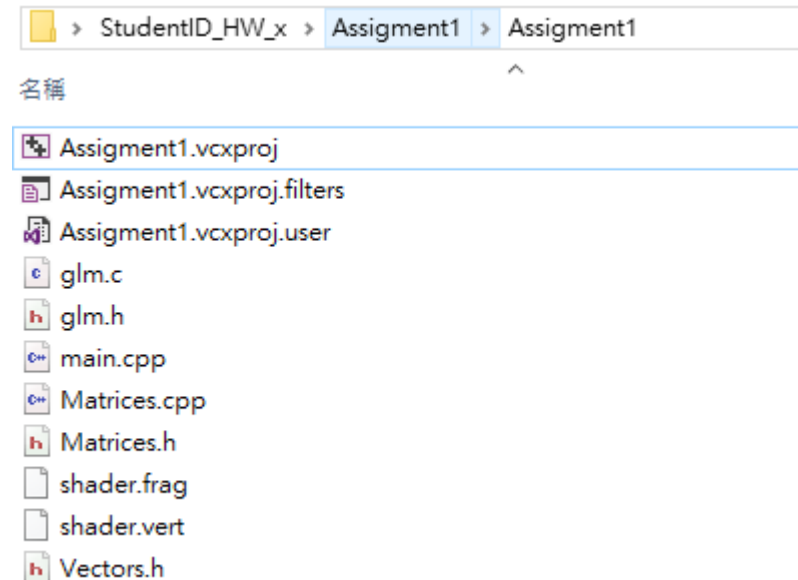 StudentID_HW_x > Assigment1 > Assigment1
名稱
Assigment1.vcxproj
Assigment1.vcxproj.filters
Assigment1.vcxproj.user
glm.c
glm.h
main.cpp
Matrices.cpp
Matrices.h
shader.frag
shader.vert
Vectors.h